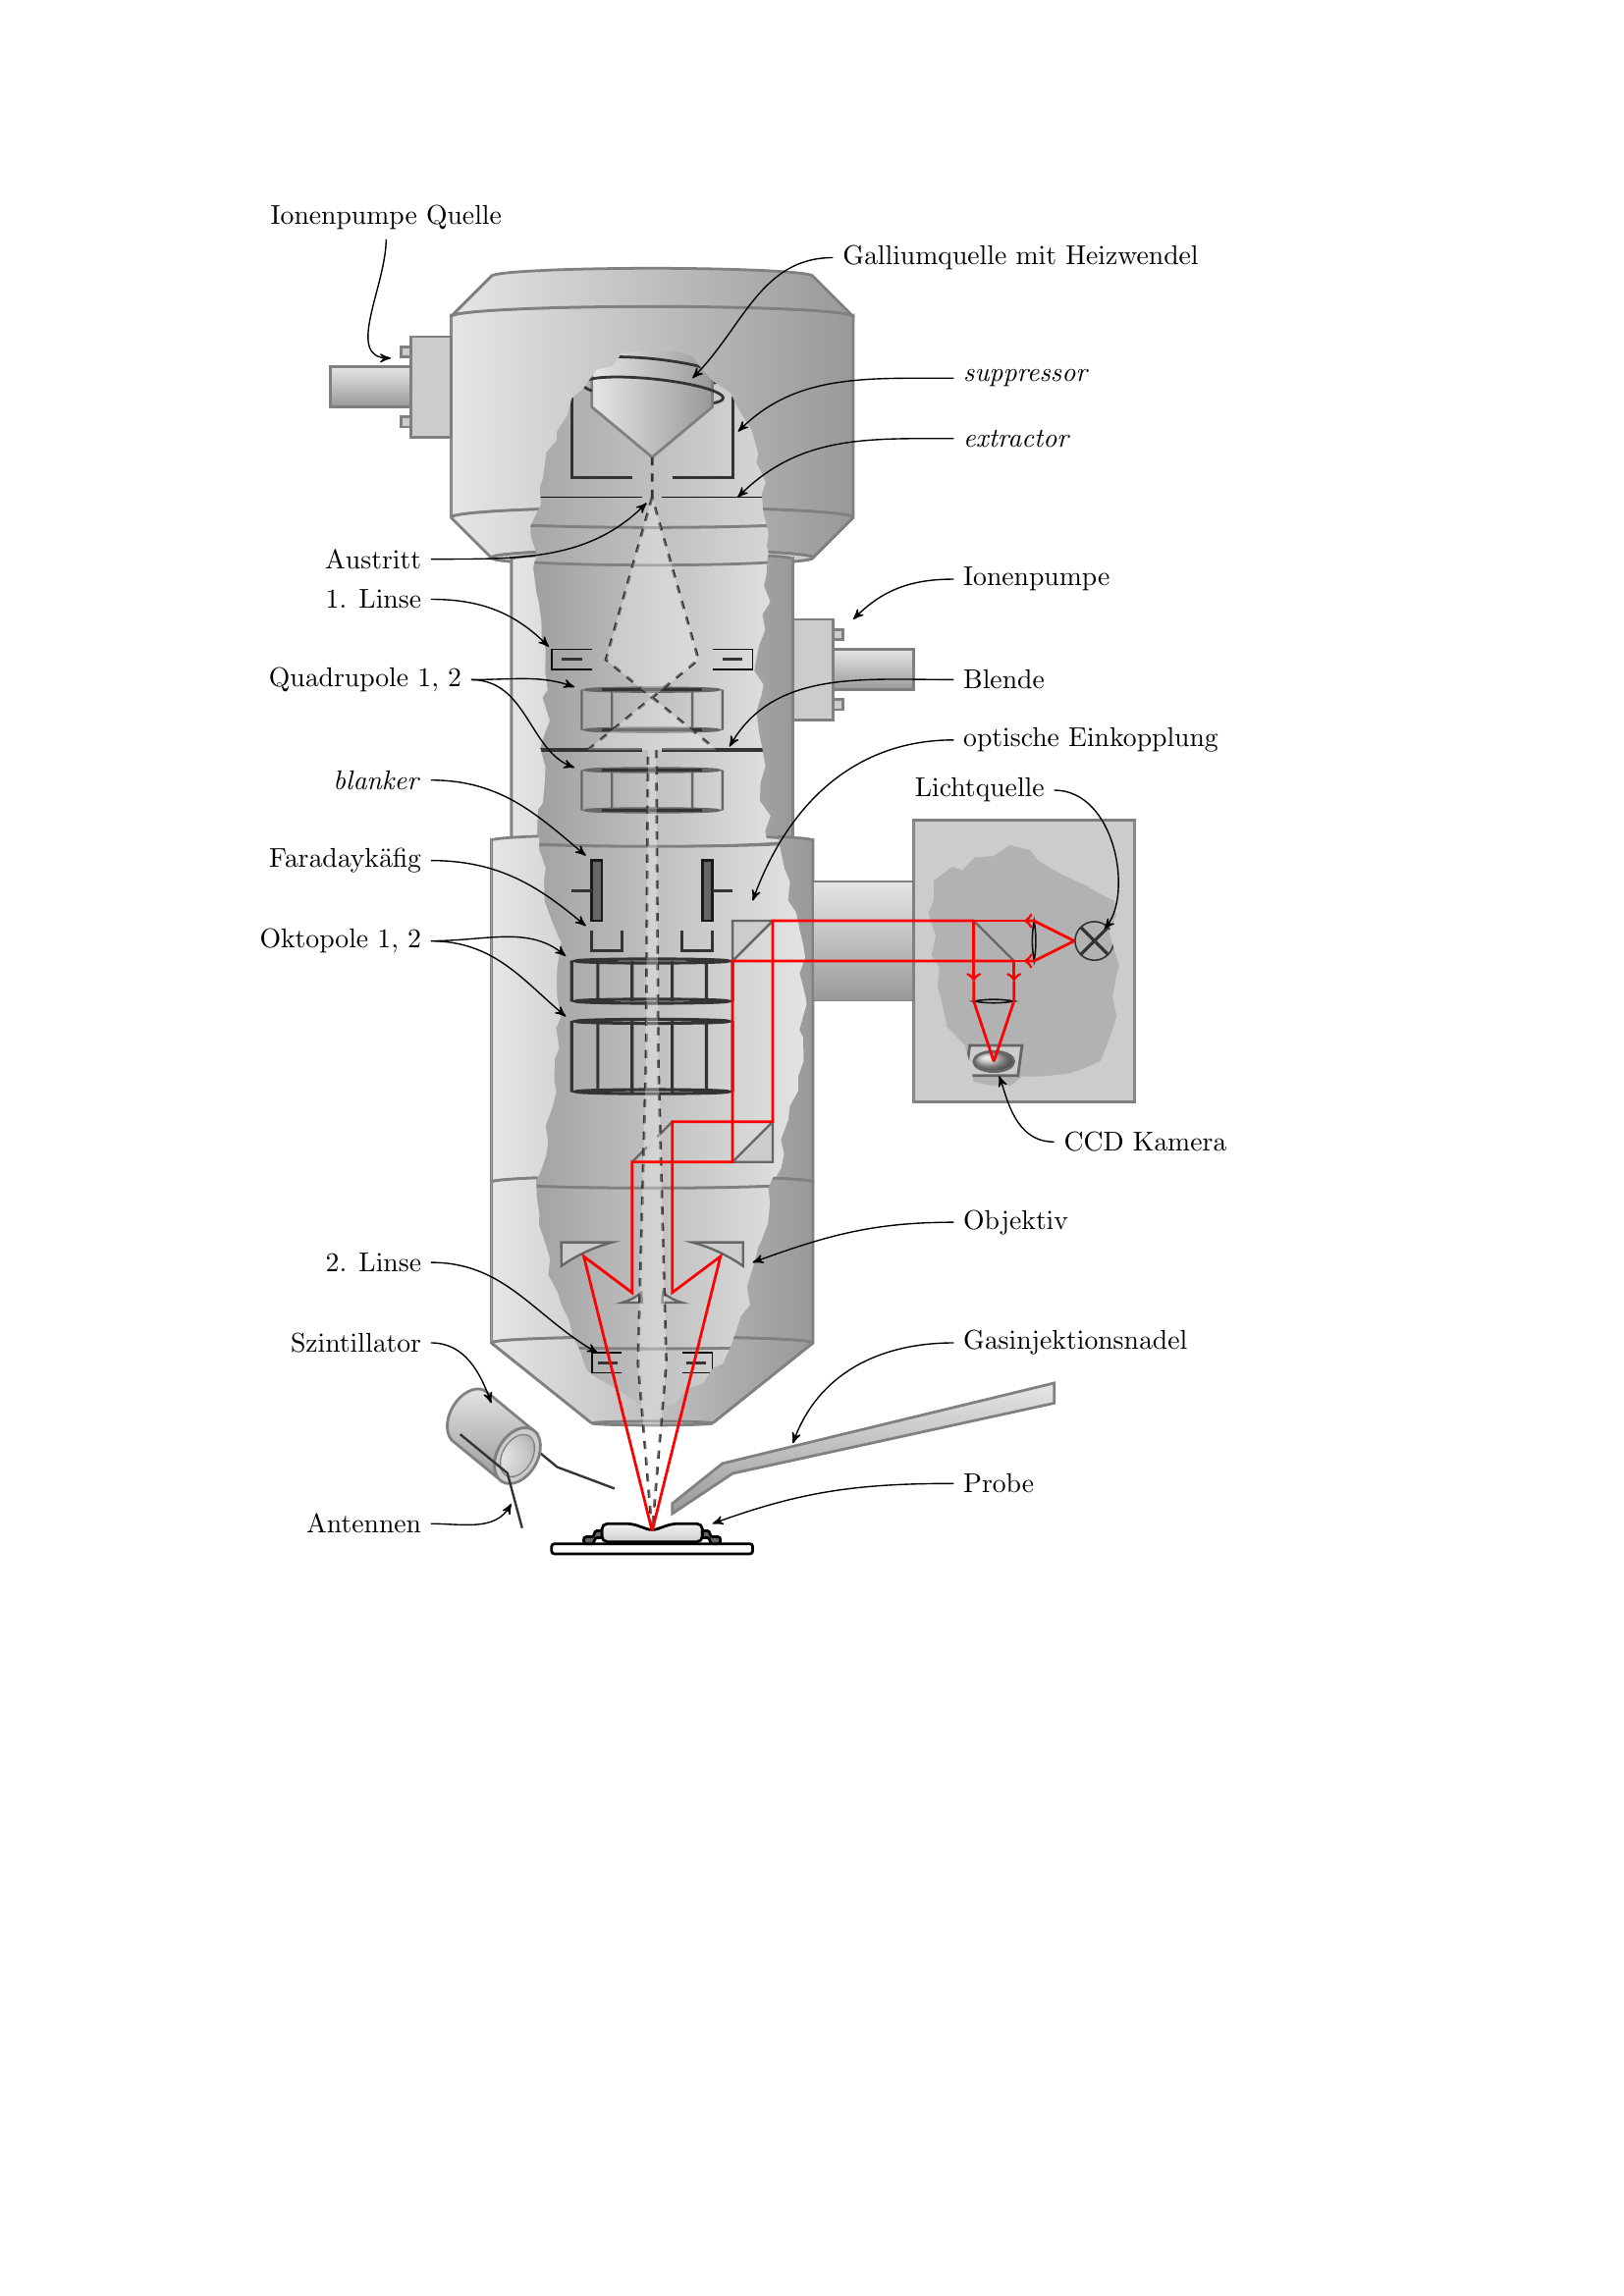 Ionenpumpe Quelle
Galliumquelle mit Heizwendel
suppressor
extractor
Austritt
Ionenpumpe
1. Linse
Quadrupole 1, 2
Blende
optische Einkopplung
blanker
Lichtquelle
Faradaykäfig
Oktopole 1, 2
CCD Kamera
Objektiv
2. Linse
Szintillator
Gasinjektionsnadel
Probe
Antennen